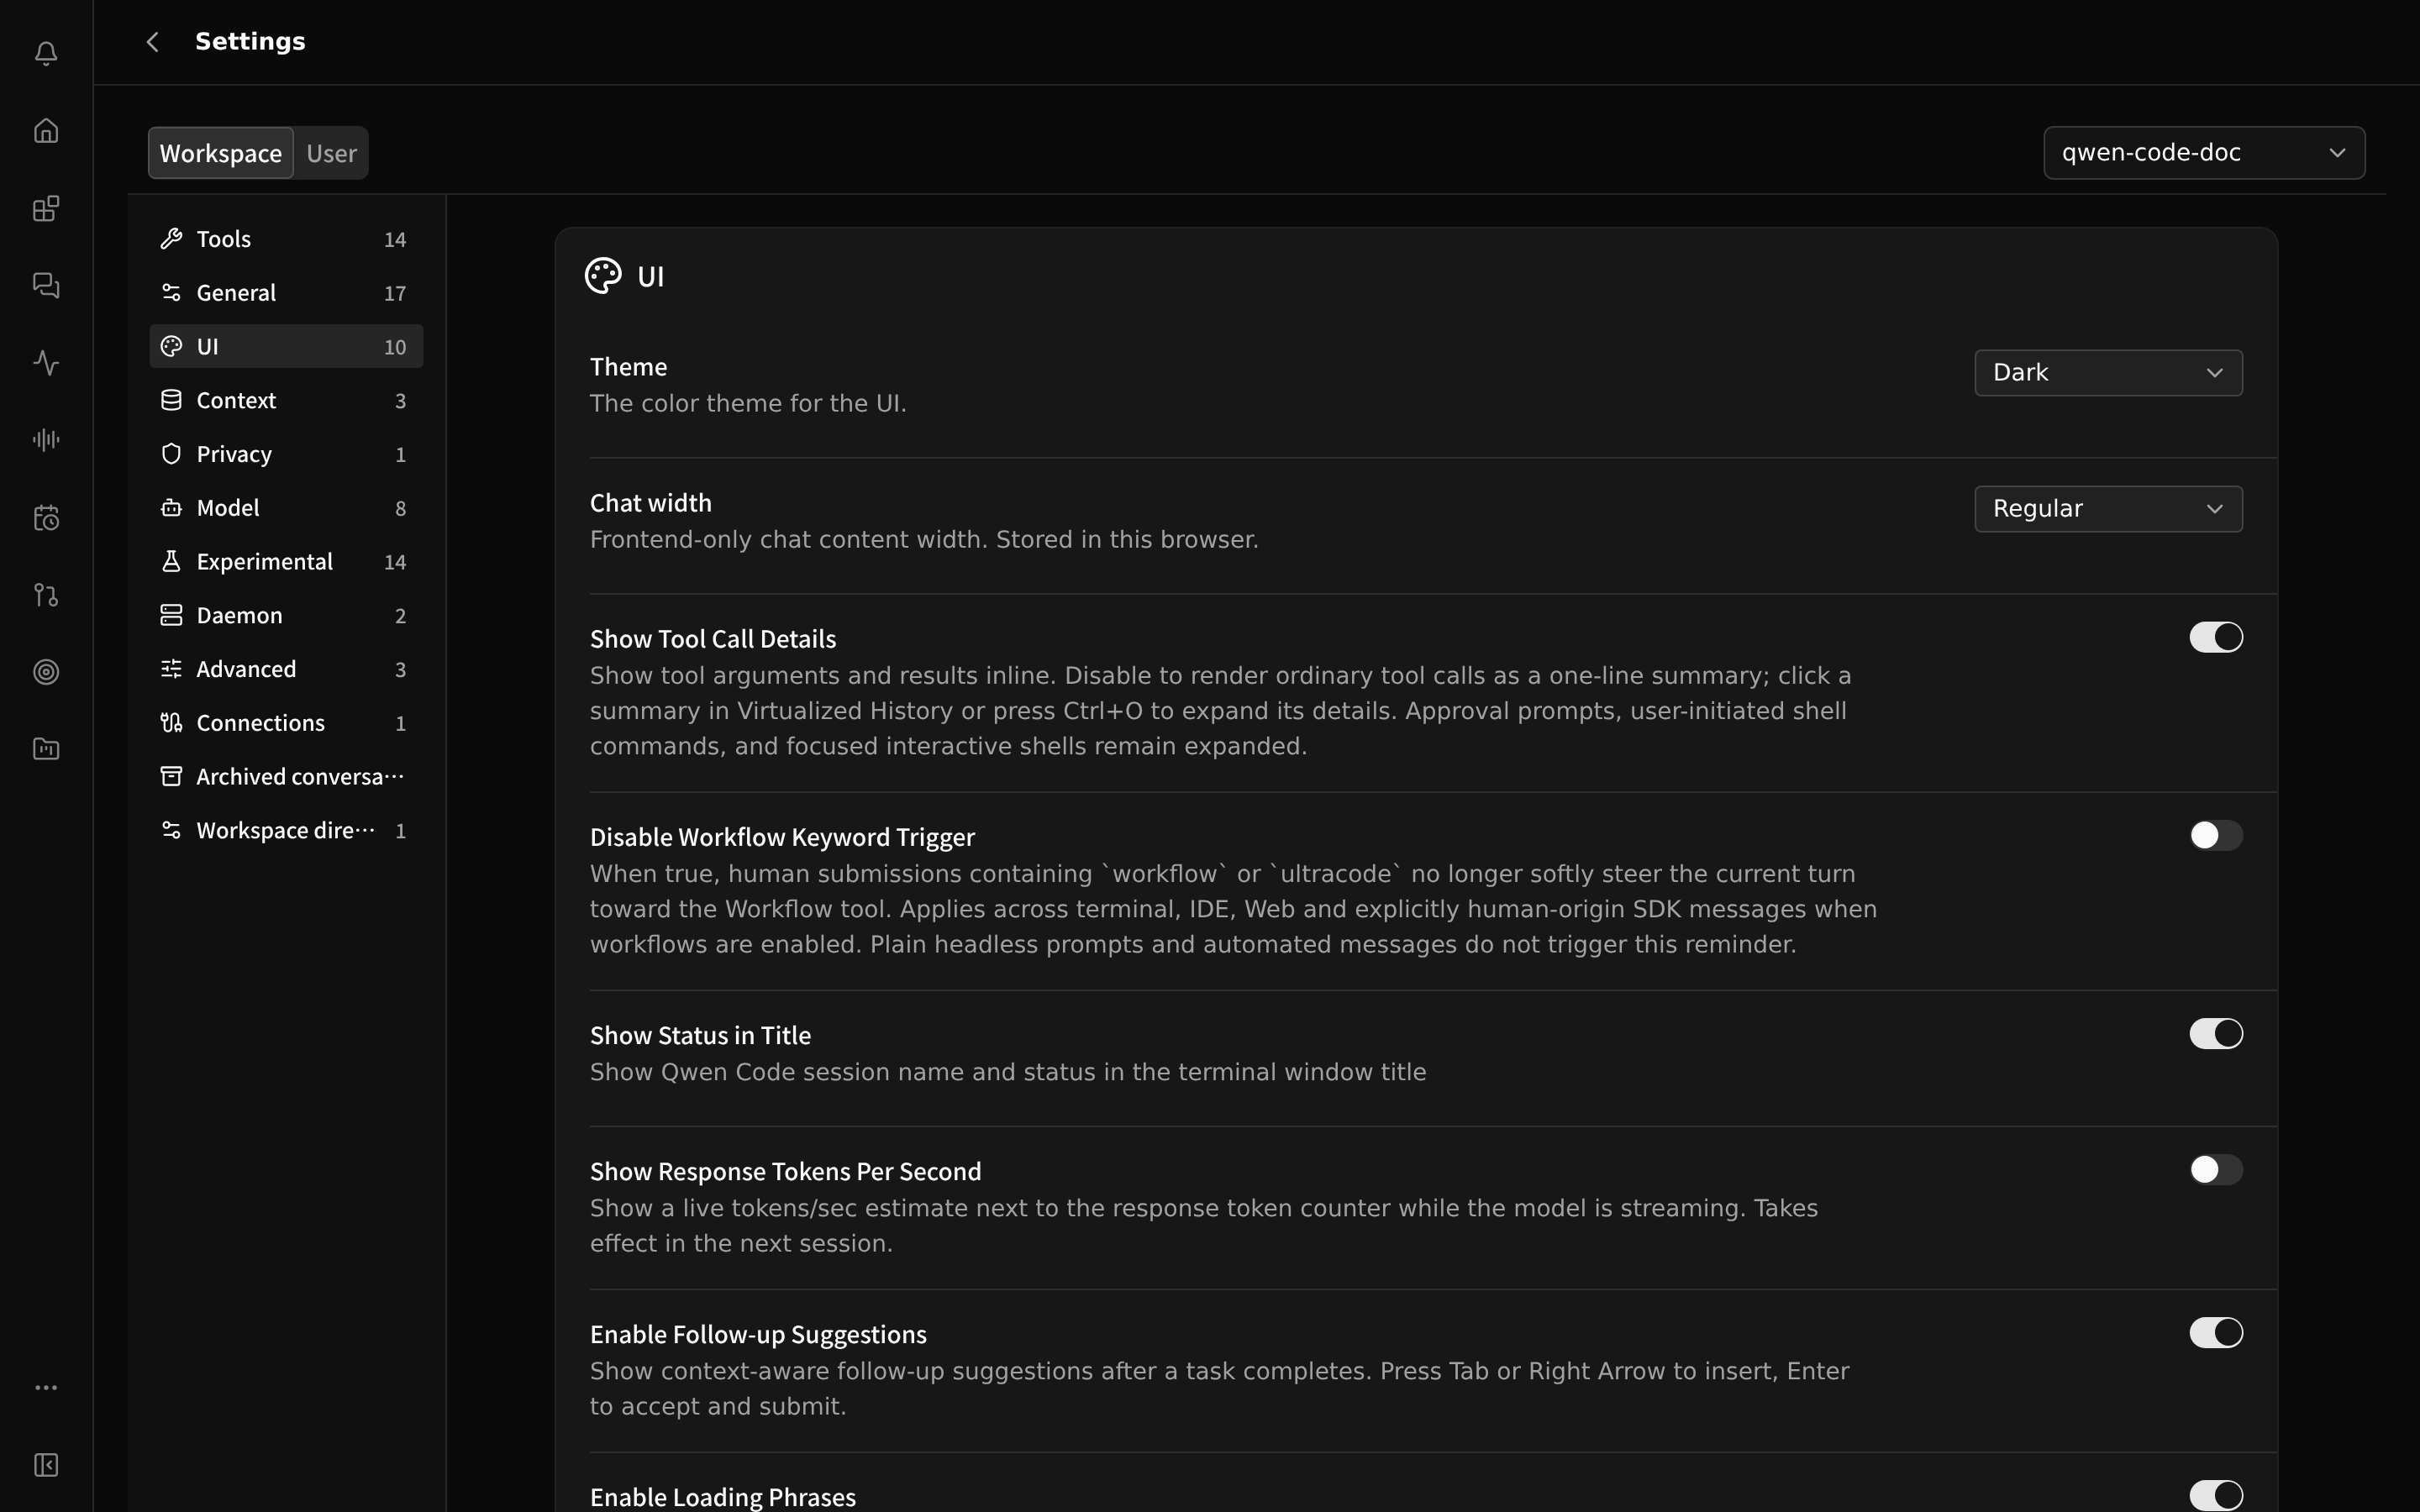 Settings
Workspace
User
qwen-code-doc
Tools 14
General 17
UI 10
Context 3
Privacy 1
Model 8
Experimental 14
Daemon 2
Advanced 3
Connections 1
Archived conversa···
Workspace dire··· 1
UI
Theme
The color theme for the UI.
Dark
Chat width
Frontend-only chat content width. Stored in this browser.
Regular
Show Tool Call Details
Show tool arguments and results inline. Disable to render ordinary tool calls as a one-line summary; click a
summary in Virtualized History or press Ctrl+O to expand its details. Approval prompts, user-initiated shell
commands, and focused interactive shells remain expanded.
Disable Workflow Keyword Trigger
When true, human submissions containing `workflow` or `ultracode` no longer softly steer the current turn
toward the Workflow tool. Applies across terminal, IDE, Web and explicitly human-origin SDK messages when
workflows are enabled. Plain headless prompts and automated messages do not trigger this reminder.
Show Status in Title
Show Qwen Code session name and status in the terminal window title
Show Response Tokens Per Second
Show a live tokens/sec estimate next to the response token counter while the model is streaming. Takes
effect in the next session.
Enable Follow-up Suggestions
Show context-aware follow-up suggestions after a task completes. Press Tab or Right Arrow to insert, Enter
to accept and submit.
Enable Loading Phrases